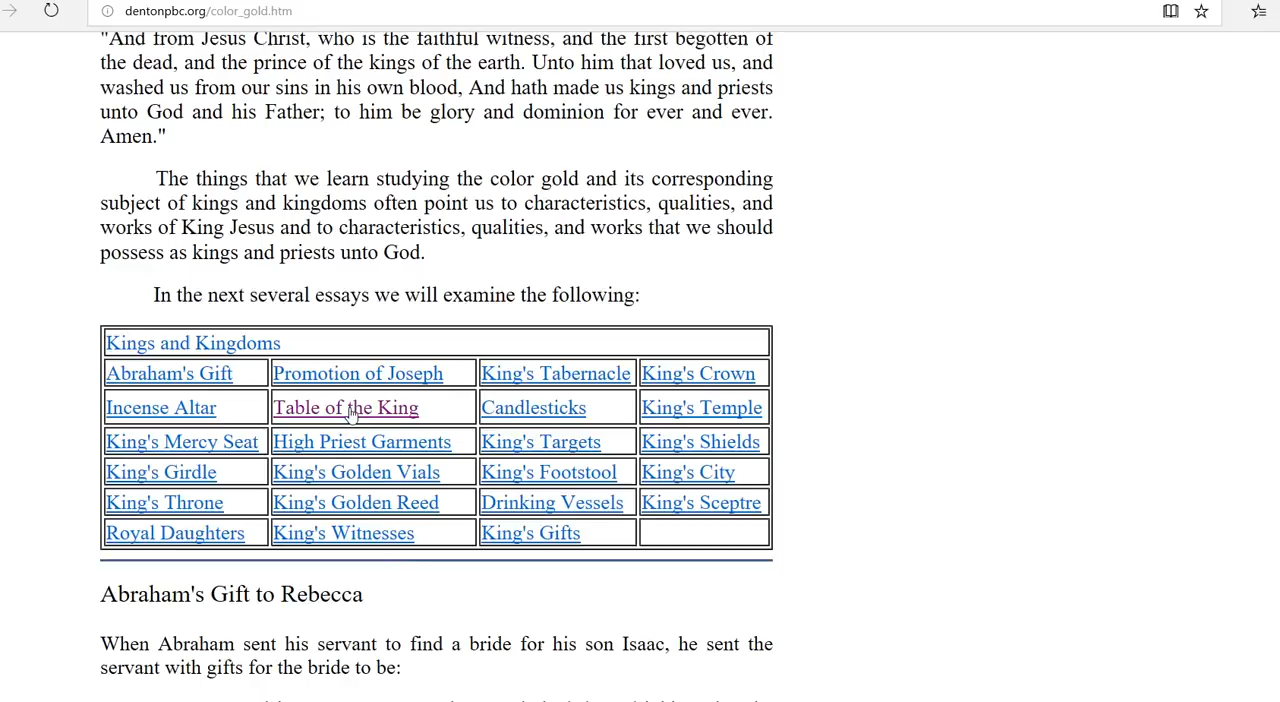 dentonpbc.org/color_gold.htm
"And from Jesus Christ, who is the faithful witness, and the first begotten of
the dead, and the prince of the kings of the earth. Unto him that loved us, and
washed us from our sins in his own blood, And hath made us kings and priests
unto God and his Father; to him be glory and dominion for ever and ever.
Amen."
The things that we learn studying the color gold and its corresponding
subject of kings and kingdoms often point us to characteristics, qualities, and
works of King Jesus and to characteristics, qualities, and works that we should
possess as kings and priests unto God.
In the next several essays we will examine the following:
Kings and Kingdoms
Abraham's Gift Promotion of Joseph King's Tabernacle King's Crown
Incense Altar Table of the King Candlesticks King's Temple
King's Mercy Seat High Priest Garments King's Targets King's Shields
King's Girdle King's Golden Vials King's Footstool King's City
King's Throne King's Golden Reed Drinking Vessels King's Sceptre
Royal Daughters King's Witnesses King's Gifts
Abraham's Gift to Rebecca
When Abraham sent his servant to find a bride for his son Isaac, he sent the
servant with gifts for the bride to be: